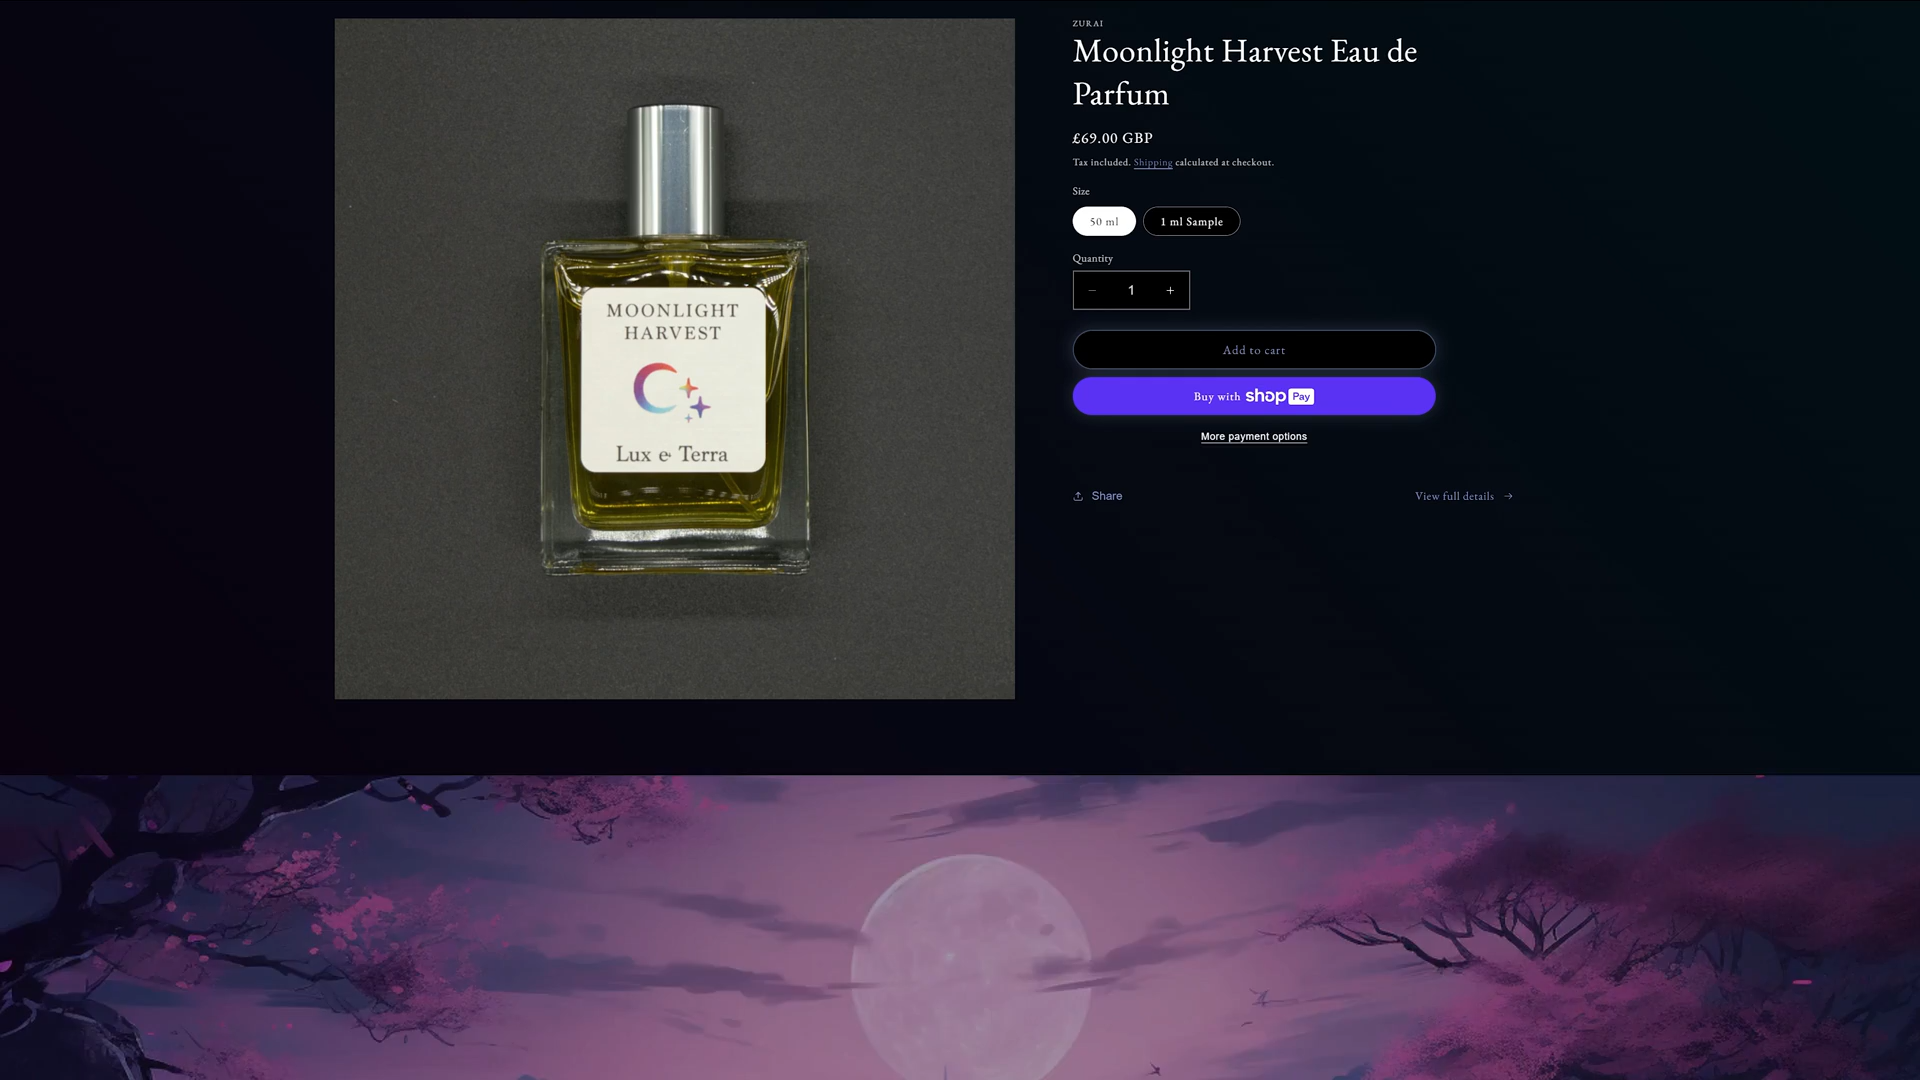 MOONLIGHT
HARVEST
Lux et Terra
ZURAI
Moonlight Harvest Eau de
Parfum
£69.00 GBP
Tax included. Shipping calculated at checkout.
Size
50 ml
1 ml Sample
Quantity
− 1 +
Add to cart
Buy with shop Pay
More payment options
Share
View full details →